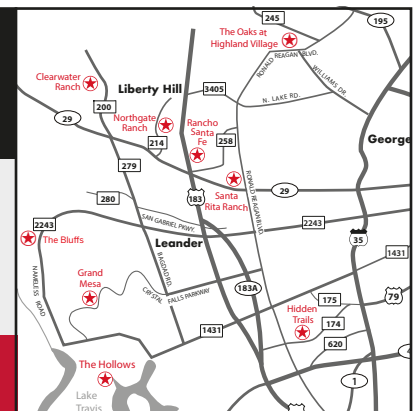 245
195
The Oaks at
Highland Village
RONALD REAGAN BLVD.
WILLIAMS DR
Clearwater
Ranch
Liberty Hill
3405
N. LAKE RD.
200
29
Northgate
Ranch
Rancho
Santa
Fe
214
258
George
279
280
183
Santa
Rita Ranch
RONALD REAGAN BLVD.
29
2243
SAN GABRIEL PKWY.
2243
The Bluffs
Leander
35
1431
NAMELESS ROAD
Grand
Mesa
BAGDAD RD.
CRYSTAL FALLS PARKWAY
183A
175
79
Hidden
Trails
174
1431
620
4
The Hollows
1
Lake
Travis